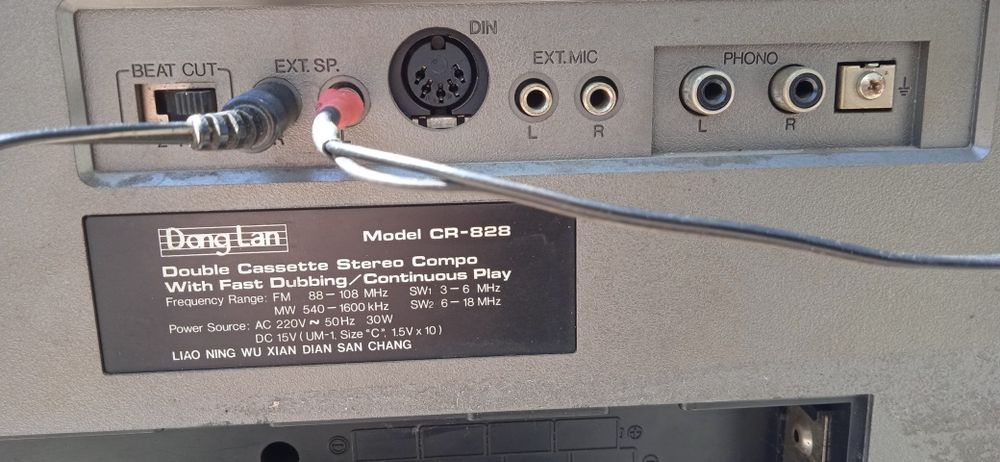 BEAT CUT
EXT. SP.
DIN
EXT. MIC
PHONO
R
L
R
L
R
Dong Lan
Model CR-828
Double Cassette Stereo Compo
With Fast Dubbing/Continuous Play
Frequency Range: FM 88–108 MHz SW1 3–6 MHz
MW 540–1600 kHz SW2 6–18 MHz
Power Source: AC 220V ~ 50Hz 30W
DC 15V (UM-1, Size "C", 1.5V x 10)
LIAO NING WU XIAN DIAN SAN CHANG